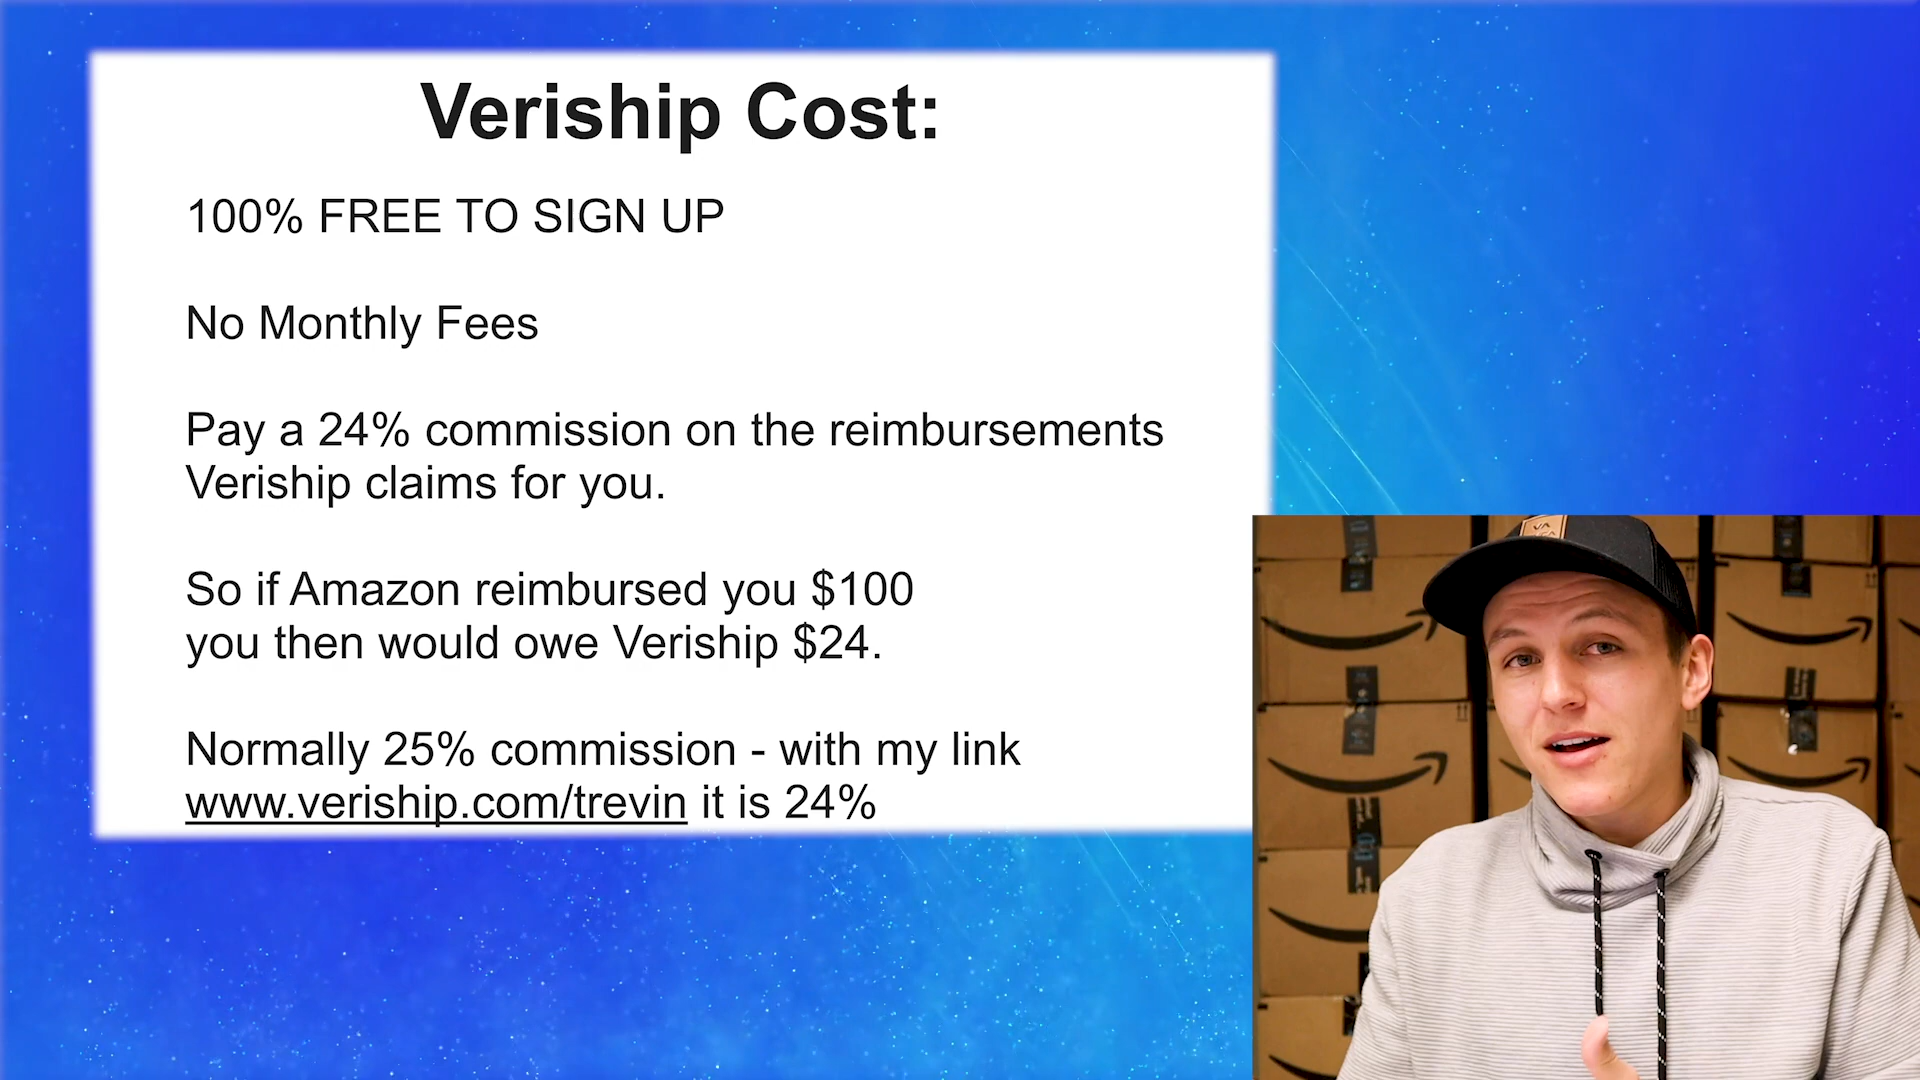 Veriship Cost:
100% FREE TO SIGN UP
No Monthly Fees
Pay a 24% commission on the reimbursements
Veriship claims for you.
So if Amazon reimbursed you $100
you then would owe Veriship $24.
Normally 25% commission - with my link
www.veriship.com/trevin it is 24%